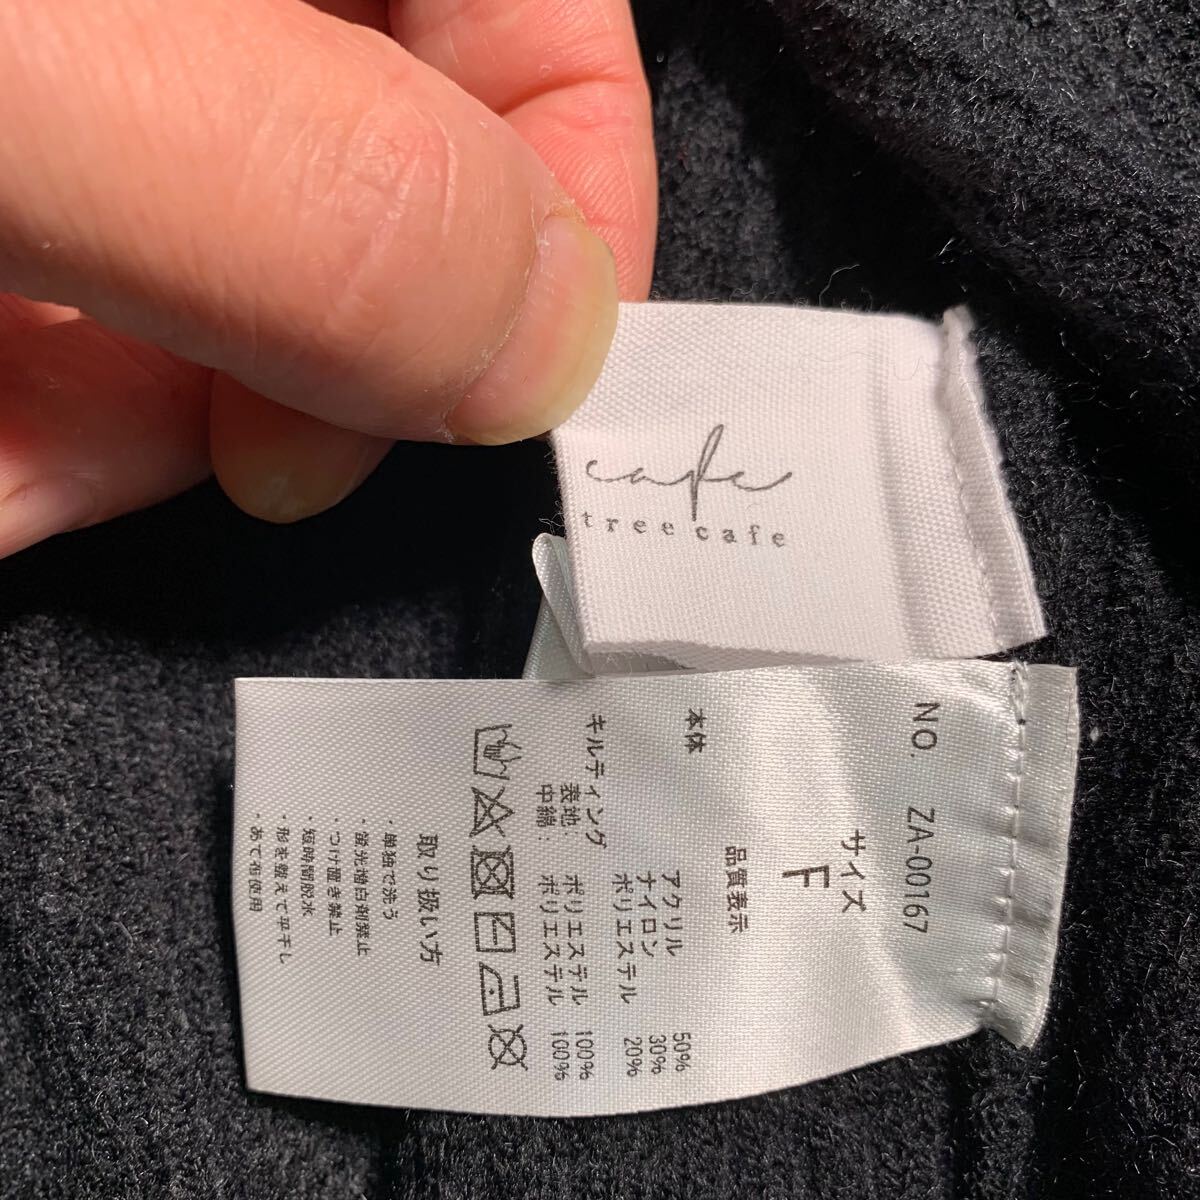 cafe
tree cafe
NO. ZA-00167
サイズ
F
品質表示
本体 アクリル 50%
ナイロン 30%
ポリエステル 20%
キルティング
表地: ポリエステル 100%
中綿: ポリエステル 100%
取り扱い方
・単独で洗う
・蛍光増白剤禁止
・つけ置き禁止
・短時間脱水
・形を整えて平干し
・あて布使用